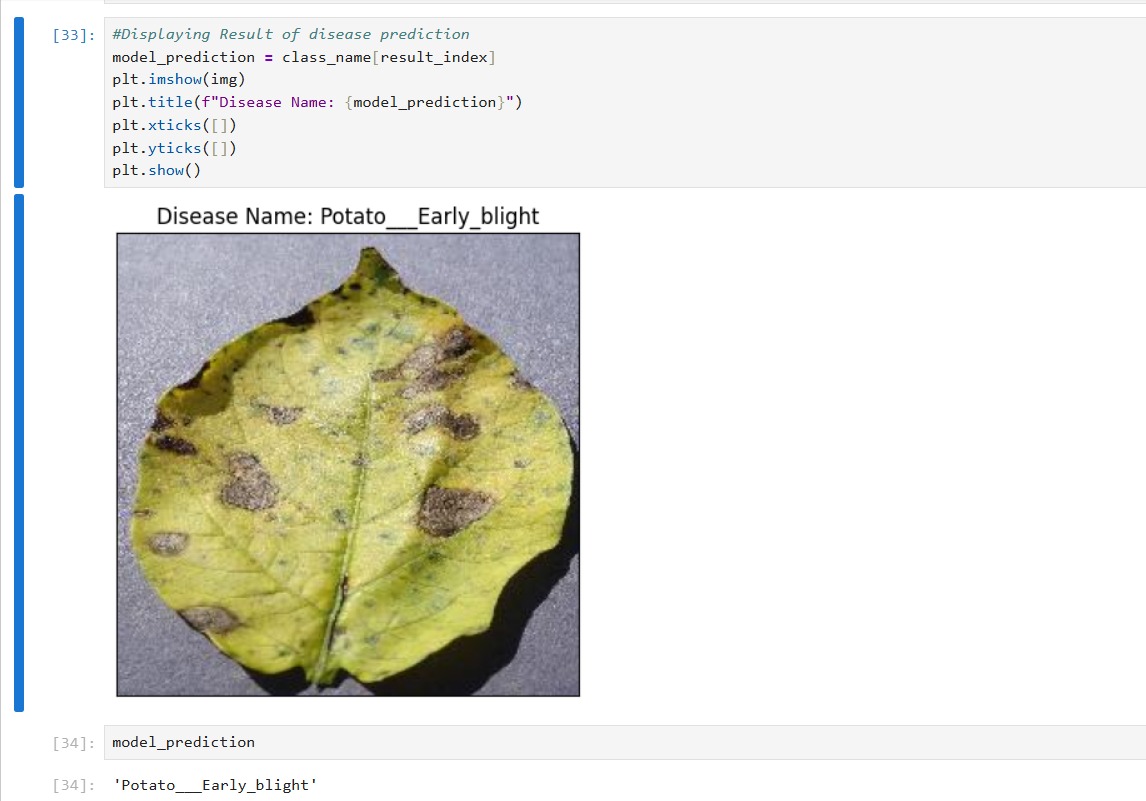 [33]:
#Displaying Result of disease prediction
model_prediction = class_name[result_index]
plt.imshow(img)
plt.title(f"Disease Name: {model_prediction}")
plt.xticks([])
plt.yticks([])
plt.show()
Disease Name: Potato___Early_blight
[34]: model_prediction
[34]: 'Potato___Early_blight'